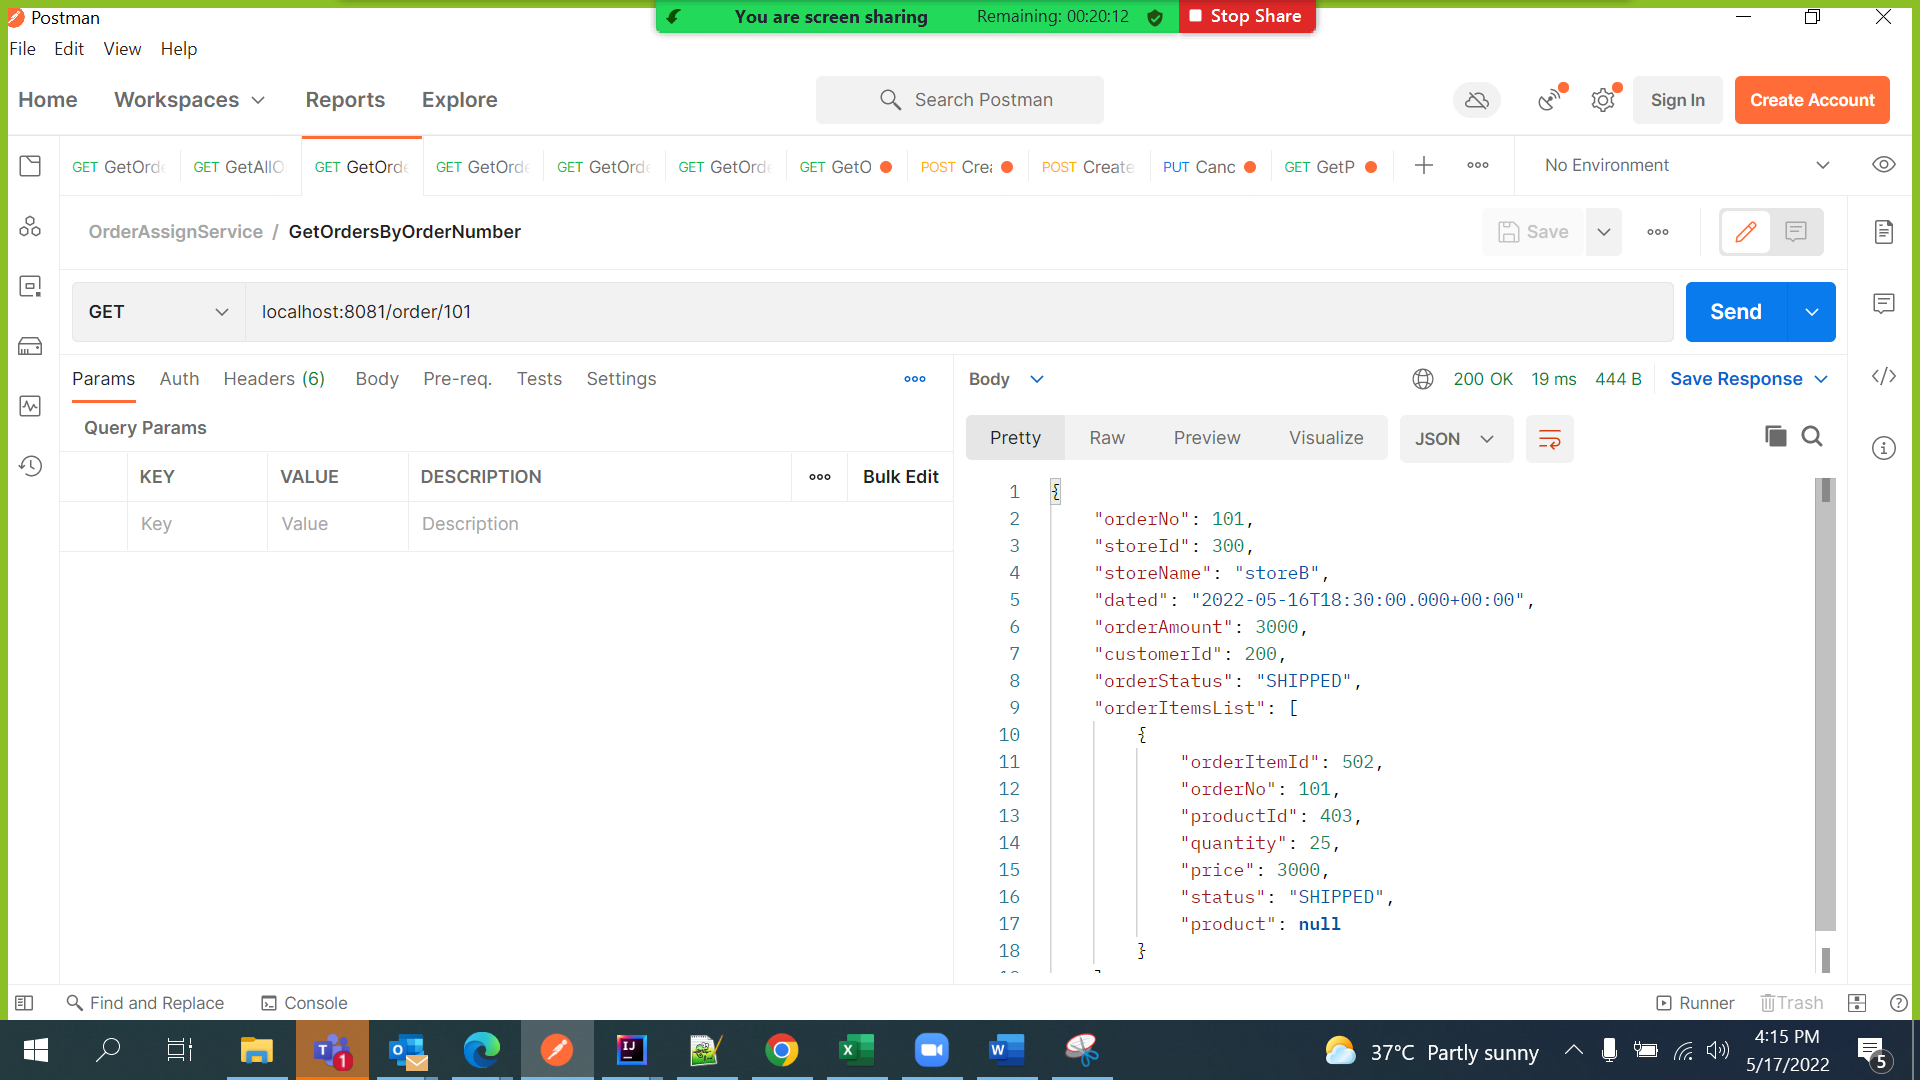 Postman
You are screen sharing Remaining: 00:20:12 Stop Share
File Edit View Help
Home Workspaces Reports Explore Search Postman Sign In Create Account
GET GetOrde GET GetAllO GET GetOrde GET GetOrde GET GetOrde GET GetOrde GET GetO POST Crea POST Create PUT Canc GET GetP No Environment
OrderAssignService / GetOrdersByOrderNumber Save
GET localhost:8081/order/101 Send
Params Auth Headers (6) Body Pre-req. Tests Settings
Body 200 OK 19 ms 444 B Save Response
Query Params
Pretty Raw Preview Visualize JSON
KEY VALUE DESCRIPTION Bulk Edit
Key Value Description
1 {
2 "orderNo": 101,
3 "storeId": 300,
4 "storeName": "storeB",
5 "dated": "2022-05-16T18:30:00.000+00:00",
6 "orderAmount": 3000,
7 "customerId": 200,
8 "orderStatus": "SHIPPED",
9 "orderItemsList": [
10 {
11 "orderItemId": 502,
12 "orderNo": 101,
13 "productId": 403,
14 "quantity": 25,
15 "price": 3000,
16 "status": "SHIPPED",
17 "product": null
18 }
Find and Replace Console Runner Trash
37°C Partly sunny
4:15 PM
5/17/2022
1
5